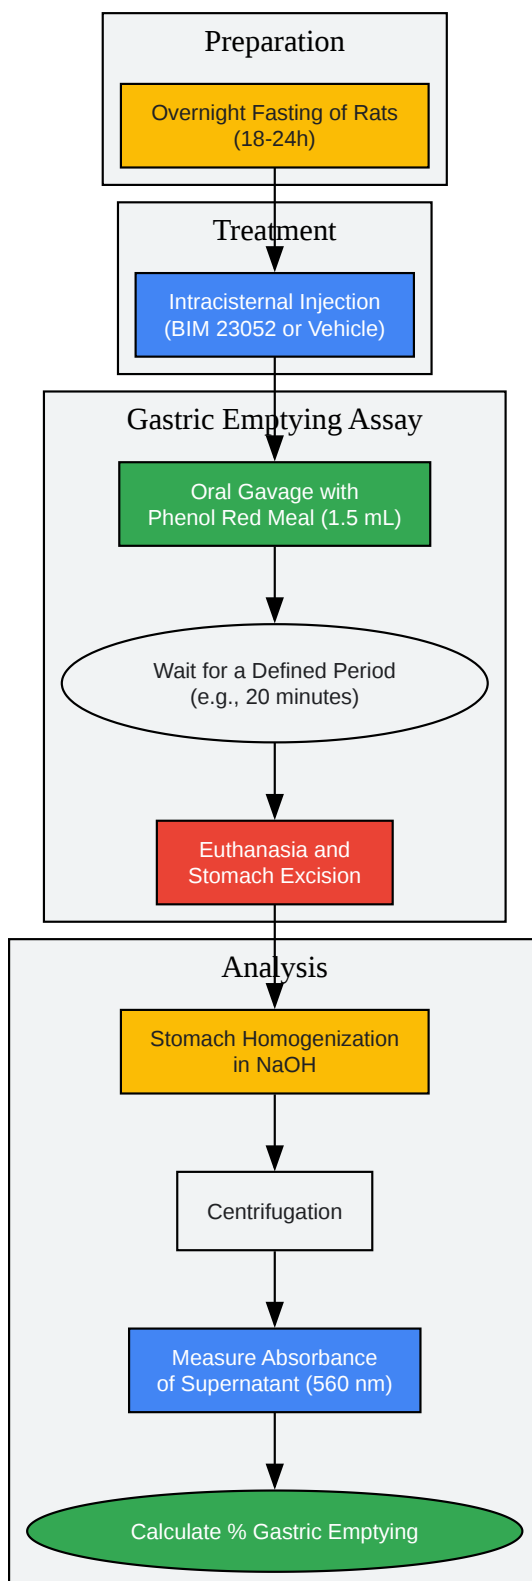 Preparation
Overnight Fasting of Rats
(18-24h)
Treatment
Intracisternal Injection
(BIM 23052 or Vehicle)
Gastric Emptying Assay
Oral Gavage with
Phenol Red Meal (1.5 mL)
Wait for a Defined Period
(e.g., 20 minutes)
Euthanasia and
Stomach Excision
Analysis
Stomach Homogenization
in NaOH
Centrifugation
Measure Absorbance
of Supernatant (560 nm)
Calculate % Gastric Emptying